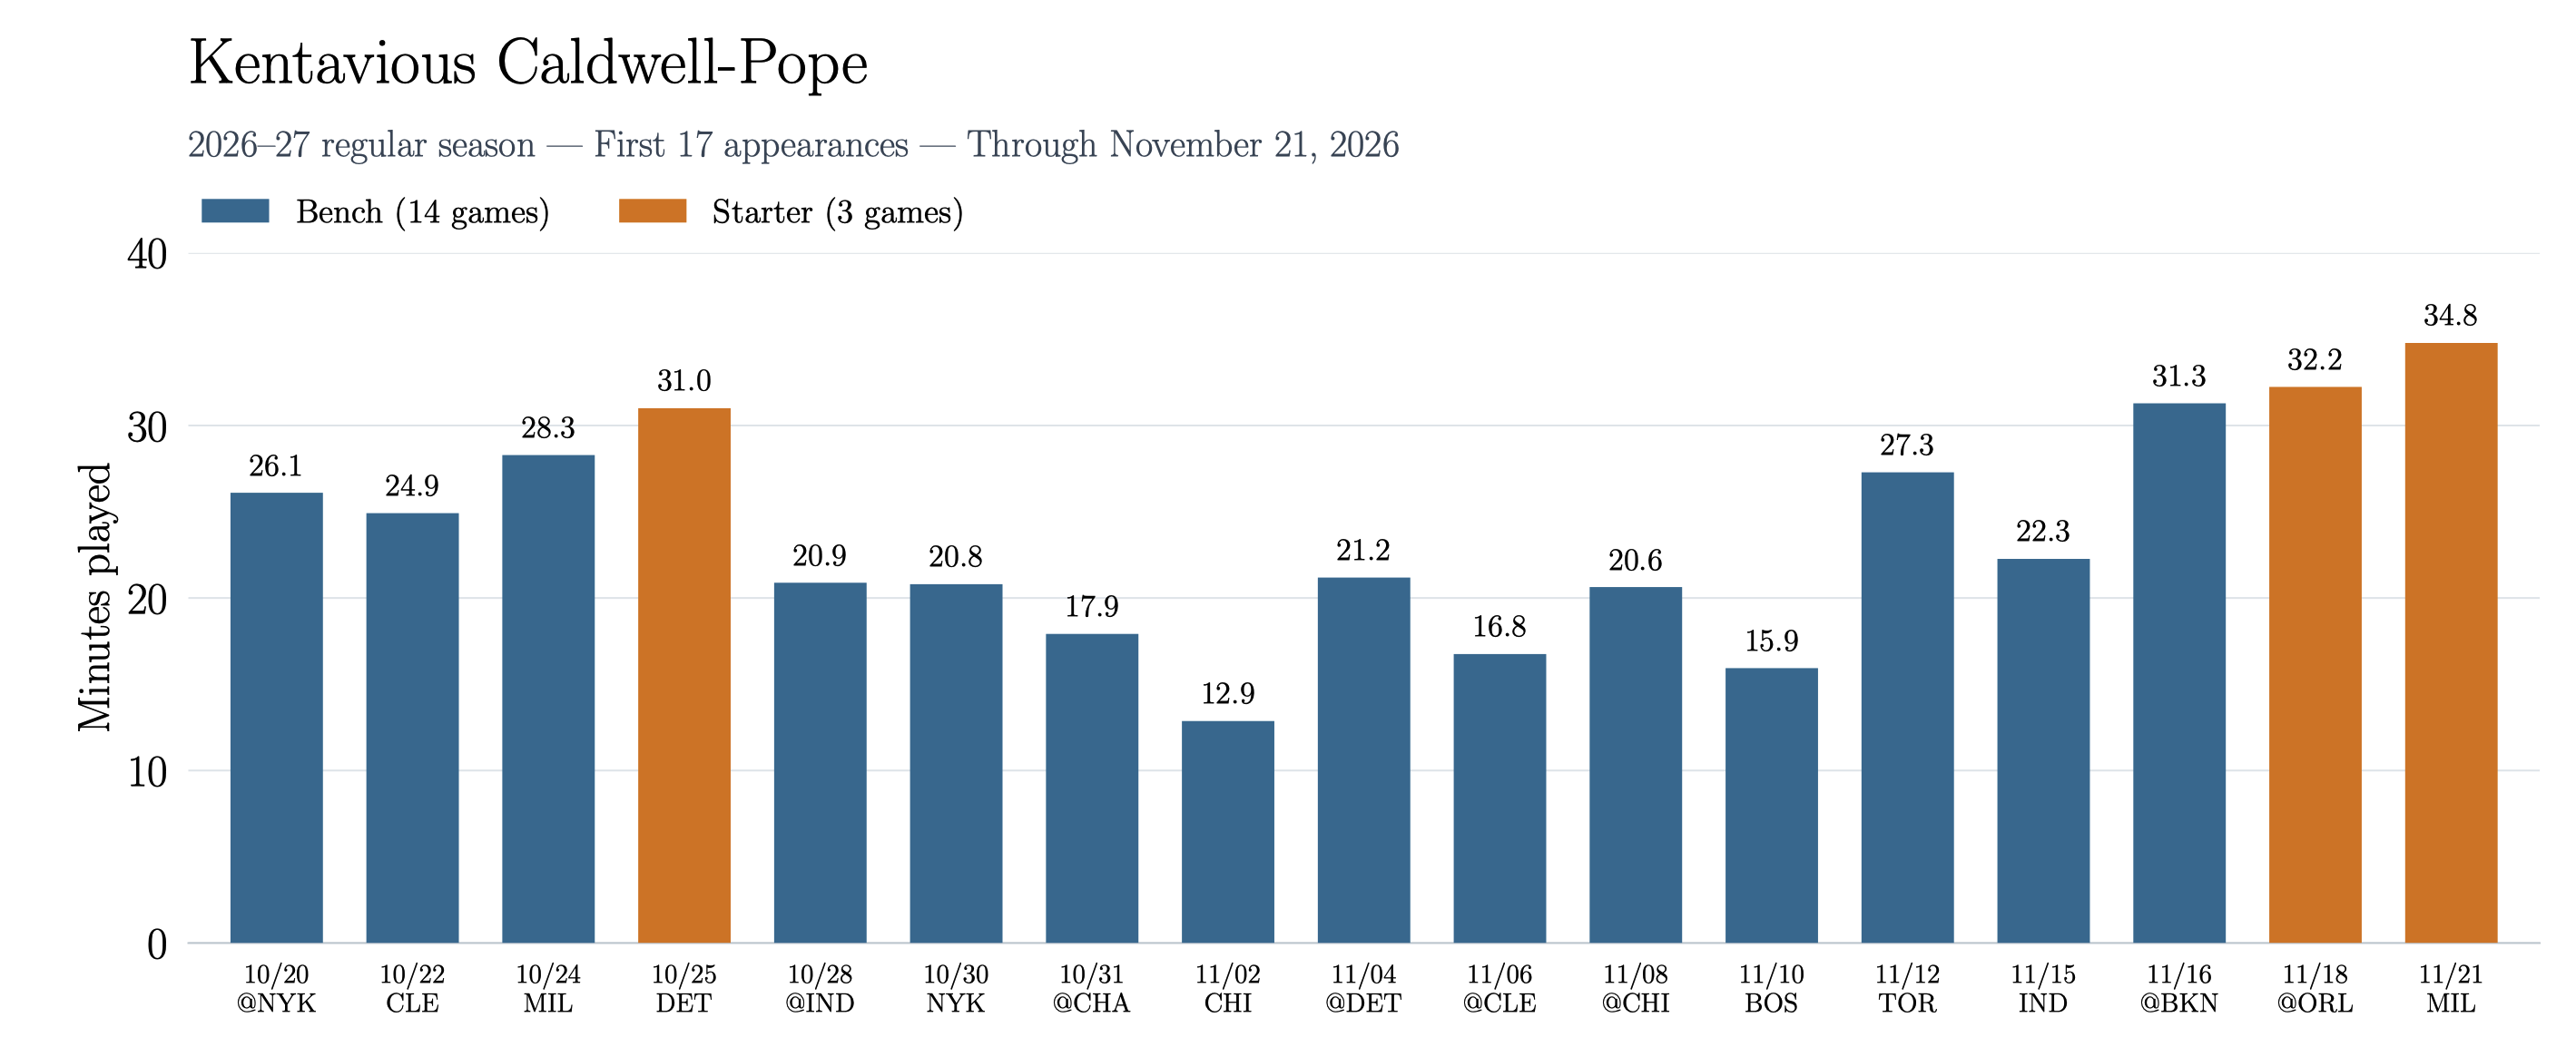 Kentavious Caldwell-Pope
2026–27 regular season — First 17 appearances — Through November 21, 2026
Bench (14 games) Starter (3 games)
Minutes played
40
30
20
10
0
26.1 24.9 28.3 31.0 20.9 20.8 17.9 12.9 21.2 16.8 20.6 15.9 27.3 22.3 31.3 32.2 34.8
10/20 10/22 10/24 10/25 10/28 10/30 10/31 11/02 11/04 11/06 11/08 11/10 11/12 11/15 11/16 11/18 11/21
@NYK CLE MIL DET @IND NYK @CHA CHI @DET @CLE @CHI BOS TOR IND @BKN @ORL MIL